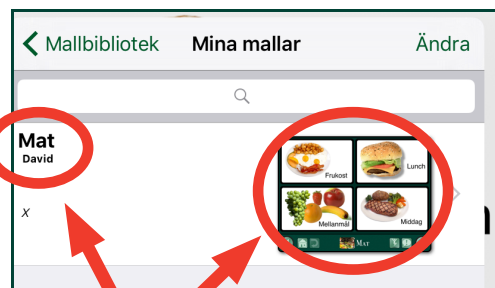 Mallbibliotek Mina mallar Ändra
Mat
David
x
Frukost Lunch
Mellanmål Middag
Mat